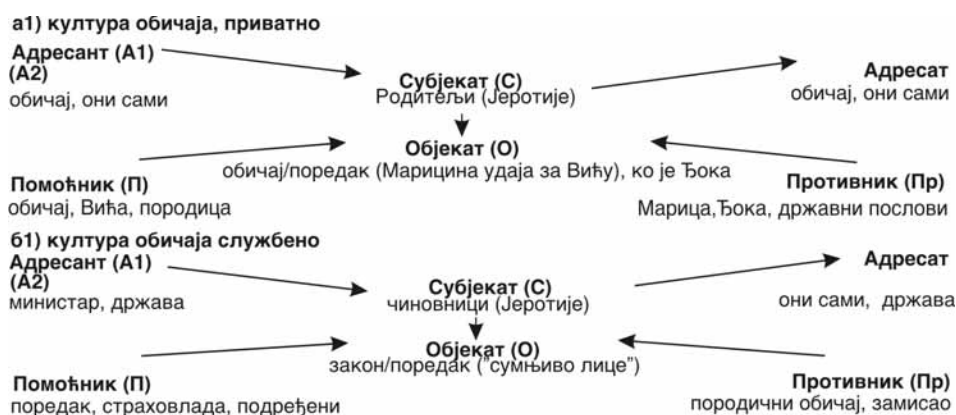 а1) култура обичаја, приватно
Адресант (А1)
(А2)
обичај, они сами
Субјекат (С)
Родитељи (Јеротије)
Адресат
обичај, они сами
Објекат (О)
обичај/поредак (Марицина удаја за Вићу), ко је Ђока
Помоћник (П)
обичај, Вића, породица
Противник (Пр)
Марица,Ђока, државни послови
б1) култура обичаја службено
Адресант (А1)
(А2)
министар, држава
Субјекат (С)
чиновници (Јеротије)
Адресат
они сами, држава
Објекат (О)
закон/поредак ("сумњиво лице”)
Помоћник (П)
поредак, страховлада, подређени
Противник (Пр)
породични обичај, замисао